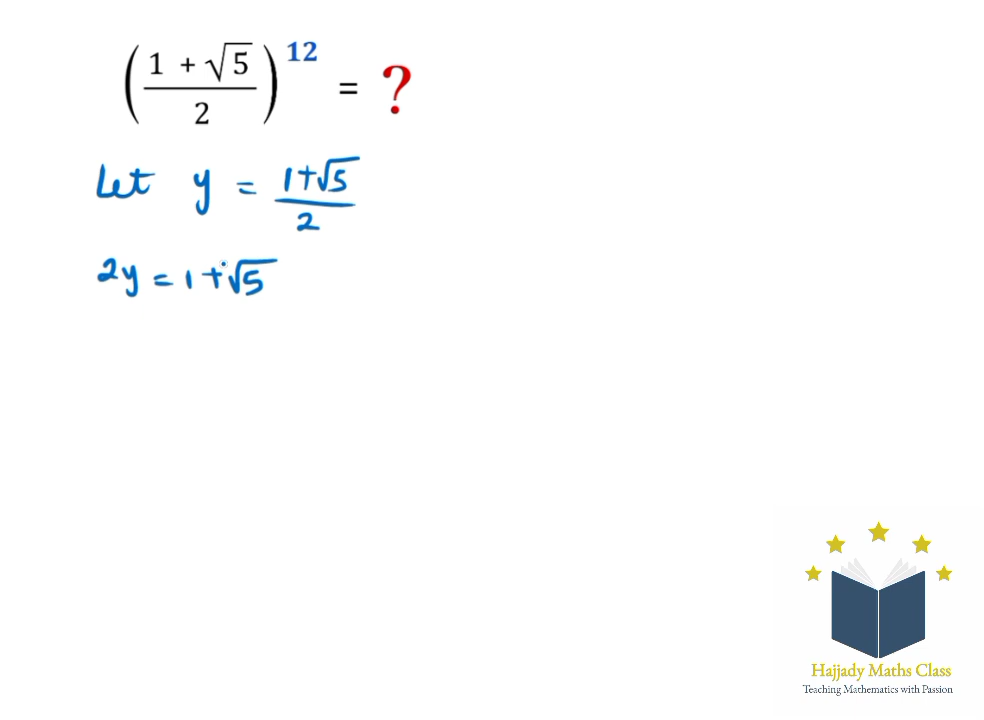 ((1 + √5)/2)^12 = ?
Let y = (1+√5)/2
2y = 1+√5
Hajjady Maths Class
Teaching Mathematics with Passion